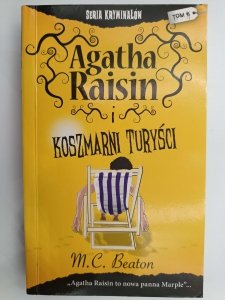 SERIA KRYMINAŁÓW
TOM 6
Agatha
Raisin
i
KOSZMARNI TURYŚCI
M.C. Beaton
„Agatha Raisin to nowa panna Marple”...